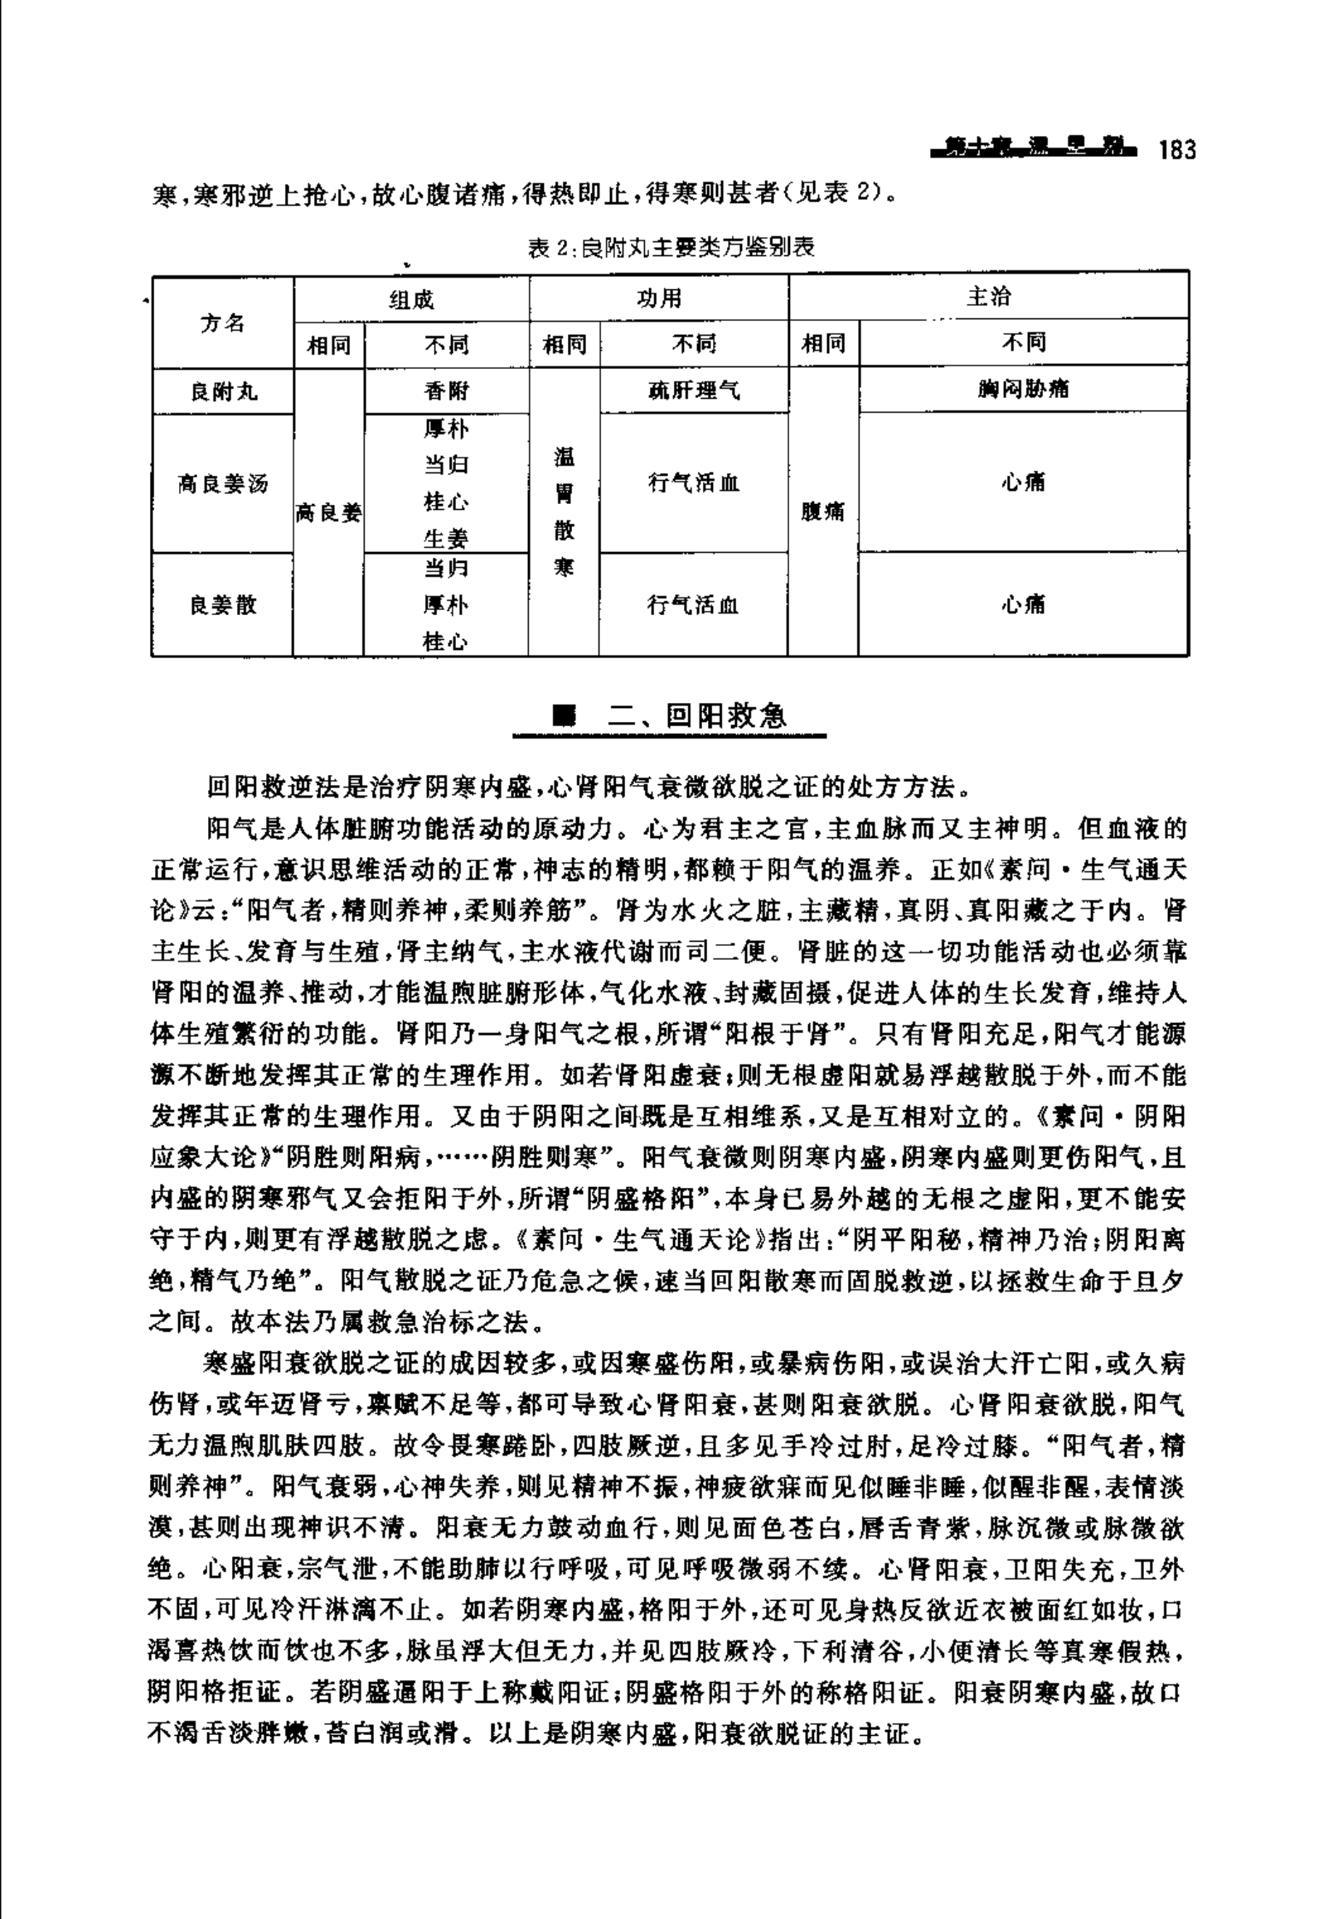 第十章 温里剂 183
寒,寒邪逆上抢心,故心腹诸痛,得热即止,得寒则甚者(见表 2)。
表 2:良附丸主要类方鉴别表
方名 组成 功用 主治
相同 不同 相同 不同 相同 不同
良附丸 高良姜 香附 温胃散寒 疏肝理气 腹痛 胸闷胁痛
高良姜汤 厚朴 当归 桂心 生姜 行气活血 心痛
良姜散 当归 厚朴 桂心 行气活血 心痛
■ 二、回阳救急
回阳救逆法是治疗阴寒内盛,心肾阳气衰微欲脱之证的处方方法。
阳气是人体脏腑功能活动的原动力。心为君主之官,主血脉而又主神明。但血液的
正常运行,意识思维活动的正常,神志的精明,都赖于阳气的温养。正如《素问·生气通天
论》云:“阳气者,精则养神,柔则养筋”。肾为水火之脏,主藏精,真阴、真阳藏之于内。肾
主生长、发育与生殖,肾主纳气,主水液代谢而司二便。肾脏的这一切功能活动也必须靠
肾阳的温养、推动,才能温煦脏腑形体,气化水液、封藏固摄,促进人体的生长发育,维持人
体生殖繁衍的功能。肾阳乃一身阳气之根,所谓“阳根于肾”。只有肾阳充足,阳气才能源
源不断地发挥其正常的生理作用。如若肾阳虚衰;则无根虚阳就易浮越散脱于外,而不能
发挥其正常的生理作用。又由于阴阳之间既是互相维系,又是互相对立的。《素问·阴阳
应象大论》“阴胜则阳病,……阴胜则寒”。阳气衰微则阴寒内盛,阴寒内盛则更伤阳气,且
内盛的阴寒邪气又会拒阳于外,所谓“阴盛格阳”,本身已易外越的无根之虚阳,更不能安
守于内,则更有浮越散脱之虑。《素问·生气通天论》指出:“阴平阳秘,精神乃治;阴阳离
绝,精气乃绝”。阳气散脱之证乃危急之候,速当回阳散寒而固脱救逆,以拯救生命于旦夕
之间。故本法乃属救急治标之法。
寒盛阳衰欲脱之证的成因较多,或因寒盛伤阳,或暴病伤阳,或误治大汗亡阳,或久病
伤肾,或年迈肾亏,禀赋不足等,都可导致心肾阳衰,甚则阳衰欲脱。心肾阳衰欲脱,阳气
无力温煦肌肤四肢。故令畏寒踡卧,四肢厥逆,且多见手冷过肘,足冷过膝。“阳气者,精
则养神”。阳气衰弱,心神失养,则见精神不振,神疲欲寐而见似睡非睡,似醒非醒,表情淡
漠,甚则出现神识不清。阳衰无力鼓动血行,则见面色苍白,唇舌青紫,脉沉微或脉微欲
绝。心阳衰,宗气泄,不能助肺以行呼吸,可见呼吸微弱不续。心肾阳衰,卫阳失充,卫外
不固,可见冷汗淋漓不止。如若阴寒内盛,格阳于外,还可见身热反欲近衣被面红如妆,口
渴喜热饮而饮也不多,脉虽浮大但无力,并见四肢厥冷,下利清谷,小便清长等真寒假热,
阴阳格拒证。若阴盛逼阳于上称戴阳证;阴盛格阳于外的称格阳证。阳衰阴寒内盛,故口
不渴舌淡胖嫩,苔白润或滑。以上是阴寒内盛,阳衰欲脱证的主证。